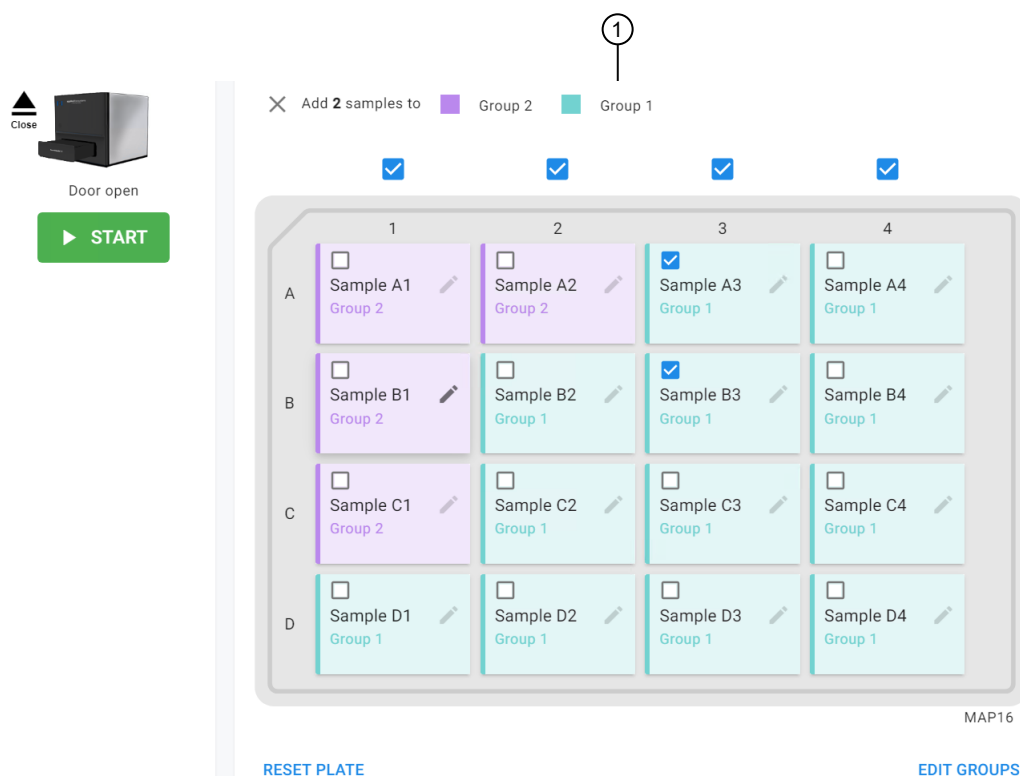 1
Add 2 samples to Group 2 Group 1
Close
Door open
START
1 2 3 4
A
Sample A1 Sample A2 Sample A3 Sample A4
Group 2 Group 2 Group 1 Group 1
B
Sample B1 Sample B2 Sample B3 Sample B4
Group 2 Group 1 Group 1 Group 1
C
Sample C1 Sample C2 Sample C3 Sample C4
Group 2 Group 1 Group 1 Group 1
D
Sample D1 Sample D2 Sample D3 Sample D4
Group 1 Group 1 Group 1 Group 1
MAP16
RESET PLATE EDIT GROUPS